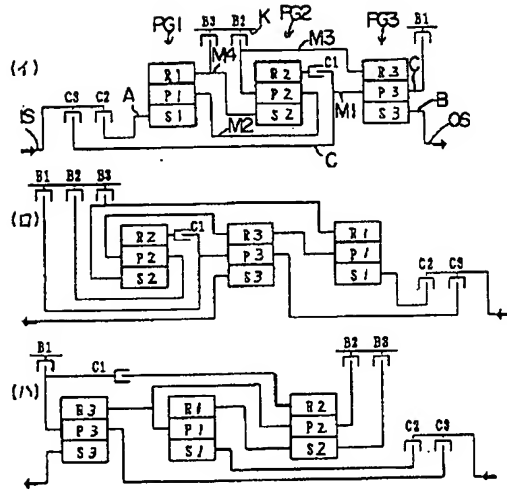 PG1 B3 B2 K PG2 M3 PG3 B1
(イ) R1 M4 R2 C1 R3 C
C3 C2 A P1 P2 M1 P3 B
IS S1 M2 S2 S3 OS
C
B1 B2 B3
(ロ) R2 C1 R3 R1
P2 P3 P1 C2 C3
S2 S3 S1
B1 C1 B2 B3
(ハ) R3 R1 R2
P3 P1 P2 C2 C3
S3 S1 S2